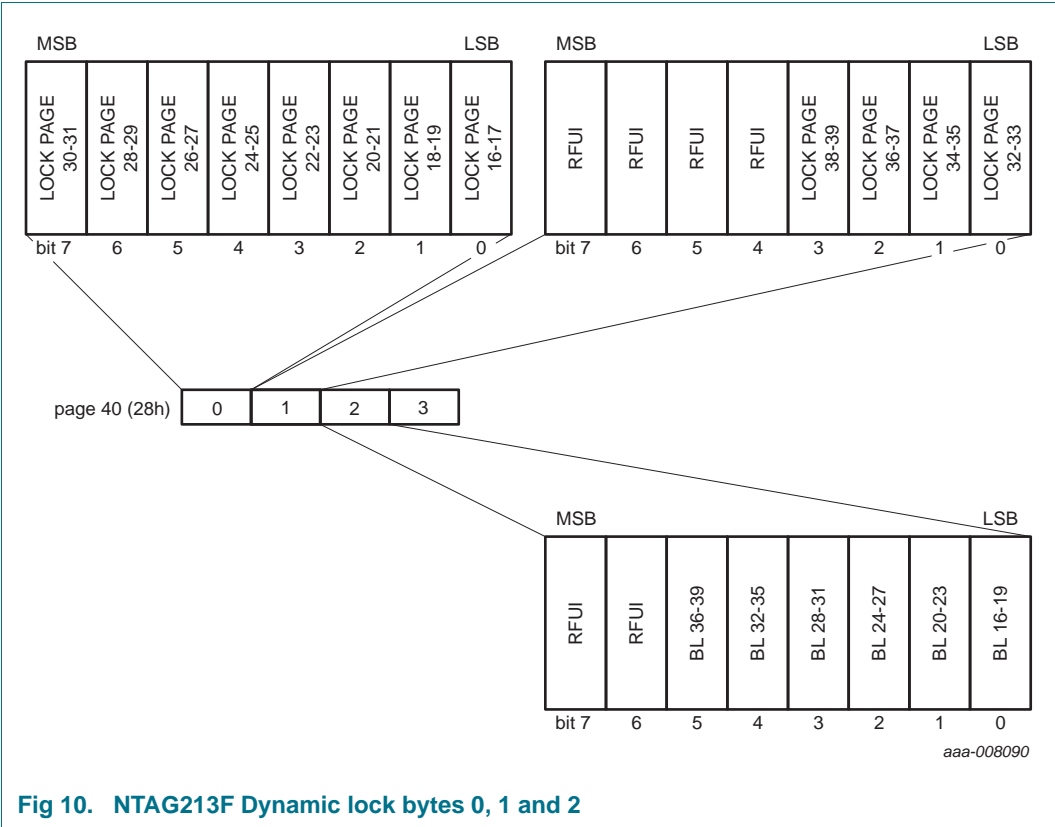 MSB LSB
LOCK PAGE 30-31
LOCK PAGE 28-29
LOCK PAGE 26-27
LOCK PAGE 24-25
LOCK PAGE 22-23
LOCK PAGE 20-21
LOCK PAGE 18-19
LOCK PAGE 16-17
bit 7 6 5 4 3 2 1 0
MSB LSB
RFUI
RFUI
RFUI
RFUI
LOCK PAGE 38-39
LOCK PAGE 36-37
LOCK PAGE 34-35
LOCK PAGE 32-33
bit 7 6 5 4 3 2 1 0
page 40 (28h) 0 1 2 3
MSB LSB
RFUI
RFUI
BL 36-39
BL 32-35
BL 28-31
BL 24-27
BL 20-23
BL 16-19
bit 7 6 5 4 3 2 1 0
aaa-008090
Fig 10. NTAG213F Dynamic lock bytes 0, 1 and 2